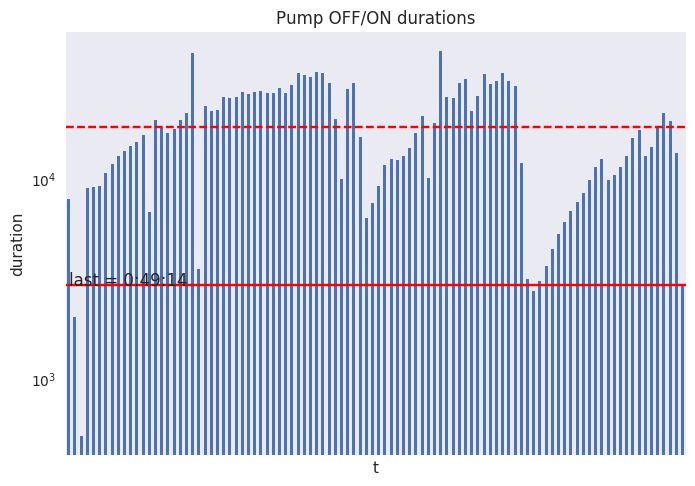 Pump OFF/ON durations
duration
10⁴
last = 0:49:14
10³
t